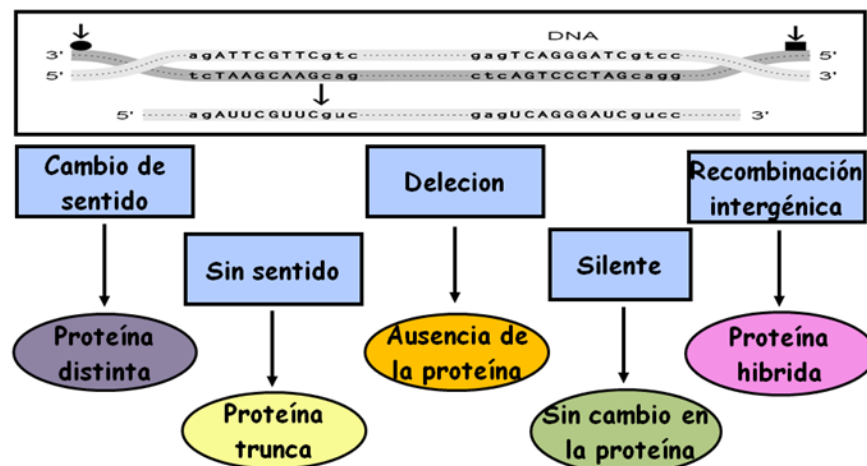 DNA
3' agATTCGTTCgtc gagTCAGGGATCgtcc 5'
5' tcTAAGCAAGcag ctcAGTCCCTAGcagg 3'
5' agAUUCGUUCguc gagUCAGGGAUCgucc 3'
Cambio de
sentido
Delecion
Recombinación
intergénica
Sin sentido
Silente
Proteína
distinta
Ausencia de
la proteína
Proteína
hibrida
Proteína
trunca
Sin cambio en
la proteína